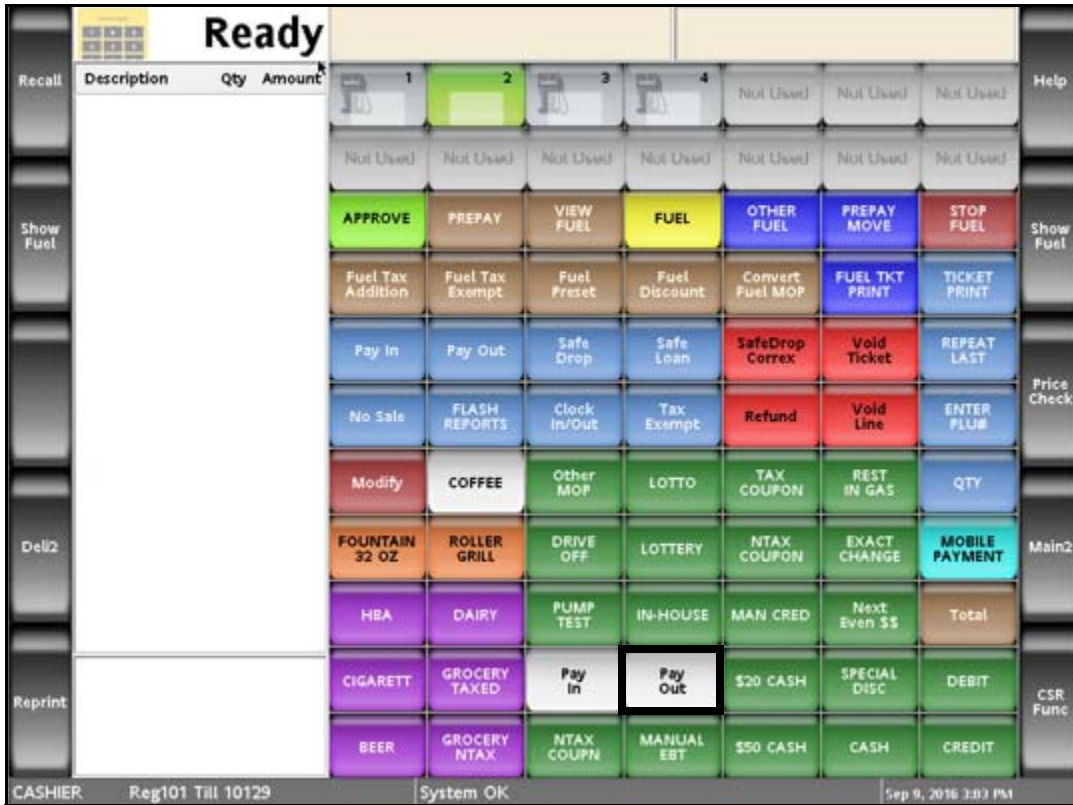 Ready
Recall
Description Qty Amount
1 2 3 4 Not Used Not Used Not Used
Help
Not Used Not Used Not Used Not Used Not Used Not Used Not Used
Show
Fuel
APPROVE
PREPAY
VIEW
FUEL
FUEL
OTHER
FUEL
PREPAY
MOVE
STOP
FUEL
Show
Fuel
Fuel Tax
Addition
Fuel Tax
Exempt
Fuel
Preset
Fuel
Discount
Convert
Fuel MOP
FUEL TKT
PRINT
TICKET
PRINT
Pay In
Pay Out
Safe
Drop
Safe
Loan
SafeDrop
Correx
Void
Ticket
REPEAT
LAST
Price
Check
No Sale
FLASH
REPORTS
Clock
In/Out
Tax
Exempt
Refund
Void
Line
ENTER
PLU#
Modify
COFFEE
Other
MOP
LOTTO
TAX
COUPON
REST
IN GAS
QTY
Deli2
FOUNTAIN
32 OZ
ROLLER
GRILL
DRIVE
OFF
LOTTERY
NTAX
COUPON
EXACT
CHANGE
MOBILE
PAYMENT
Main2
HBA
DAIRY
PUMP
TEST
IN-HOUSE
MAN CRED
Next
Even $$
Total
Reprint
CIGARETT
GROCERY
TAXED
Pay
In
Pay
Out
$20 CASH
SPECIAL
DISC
DEBIT
CSR
Func
BEER
GROCERY
NTAX
NTAX
COUPN
MANUAL
EBT
$50 CASH
CASH
CREDIT
CASHIER Reg101 Till 10129 System OK Sep 9, 2016 3:03 PM